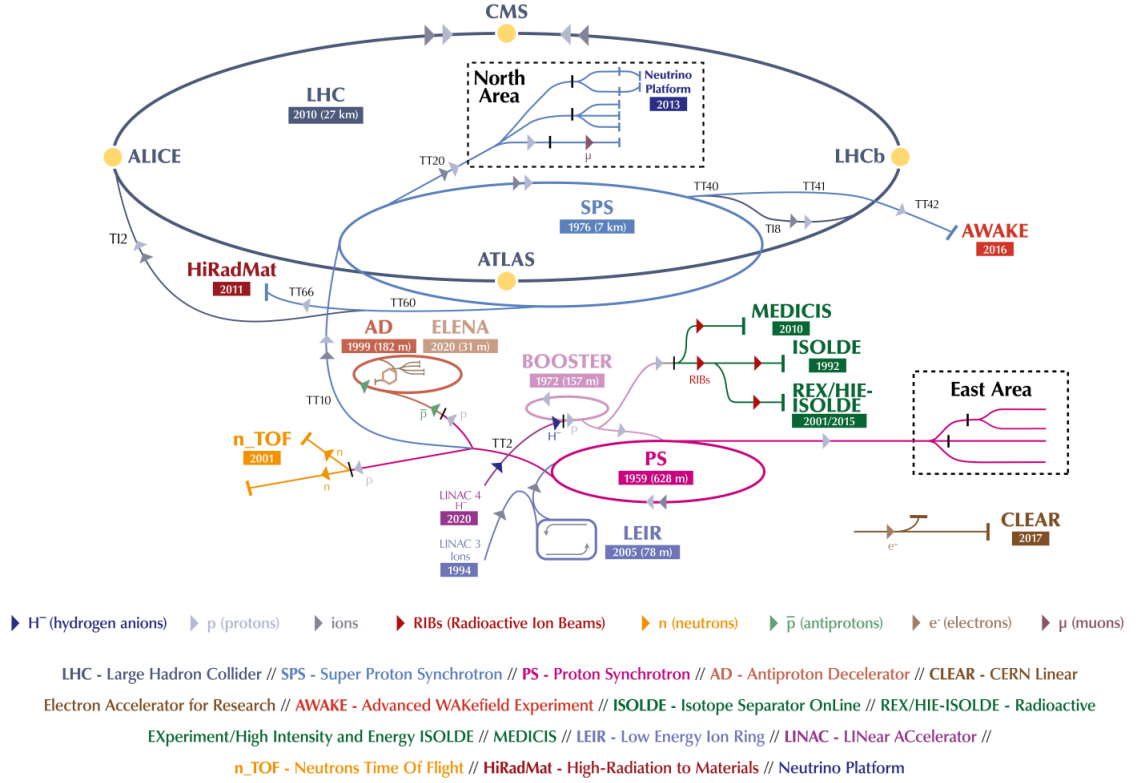 CMS
North
Area
Neutrino
Platform
2013
LHC
2010 (27 km)
ALICE
LHCb
TT20
μ
TT40
TT41
TT42
SPS
1976 (7 km)
TI8
AWAKE
2016
TI2
ATLAS
HiRadMat
2011
TT66
TT60
MEDICIS
2010
AD
1999 (182 m)
ELENA
2020 (31 m)
BOOSTER
1972 (157 m)
ISOLDE
1992
RIBs
REX/HIE-
ISOLDE
2001/2015
East Area
TT10
p̅
p
H⁻
p
n_TOF
2001
n
n
p
TT2
PS
1959 (628 m)
LINAC 4
H⁻
2020
LINAC 3
Ions
1994
LEIR
2005 (78 m)
e⁻
CLEAR
2017
H⁻ (hydrogen anions) p (protons) ions RIBs (Radioactive Ion Beams) n (neutrons) p̅ (antiprotons) e⁻ (electrons) μ (muons)
LHC - Large Hadron Collider // SPS - Super Proton Synchrotron // PS - Proton Synchrotron // AD - Antiproton Decelerator // CLEAR - CERN Linear
Electron Accelerator for Research // AWAKE - Advanced WAKefield Experiment // ISOLDE - Isotope Separator OnLine // REX/HIE-ISOLDE - Radioactive
EXperiment/High Intensity and Energy ISOLDE // MEDICIS // LEIR - Low Energy Ion Ring // LINAC - LINear ACcelerator //
n_TOF - Neutrons Time Of Flight // HiRadMat - High-Radiation to Materials // Neutrino Platform